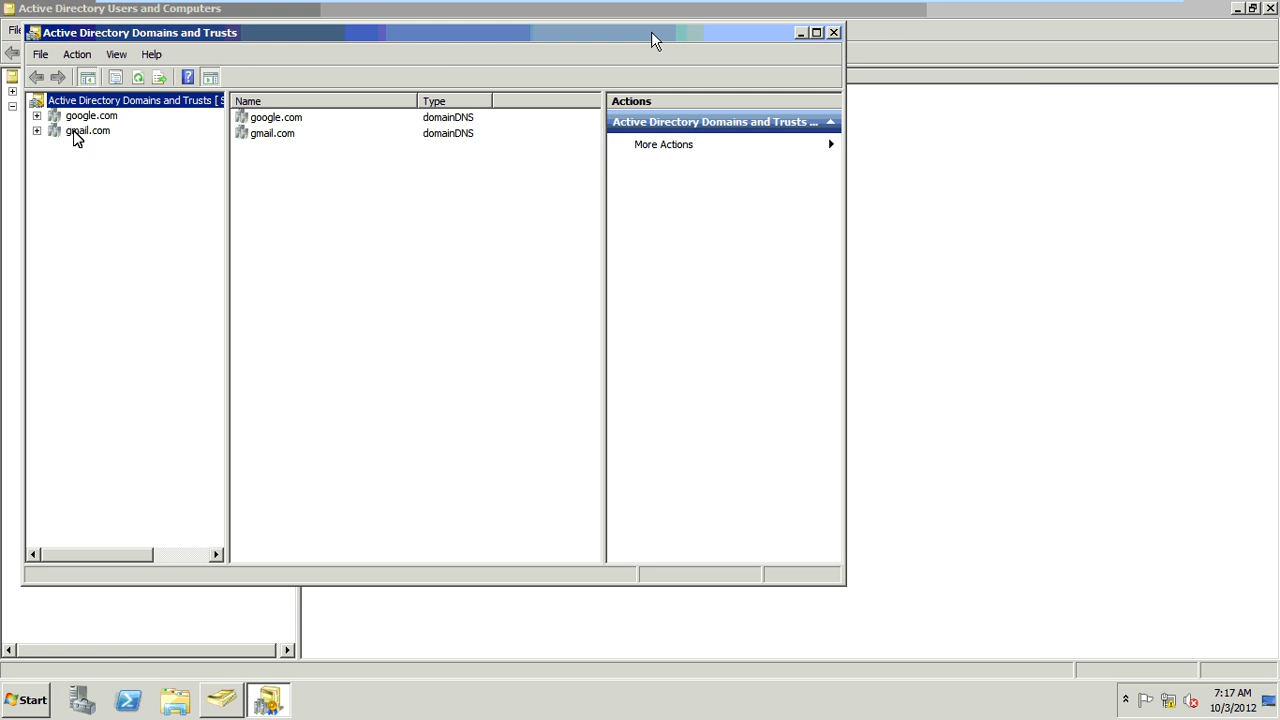 Active Directory Users and Computers
Active Directory Domains and Trusts
File Action View Help
Active Directory Domains and Trusts [
google.com
gmail.com
Name Type
google.com domainDNS
gmail.com domainDNS
Actions
Active Directory Domains and Trusts ...
More Actions
Start
7:17 AM
10/3/2012